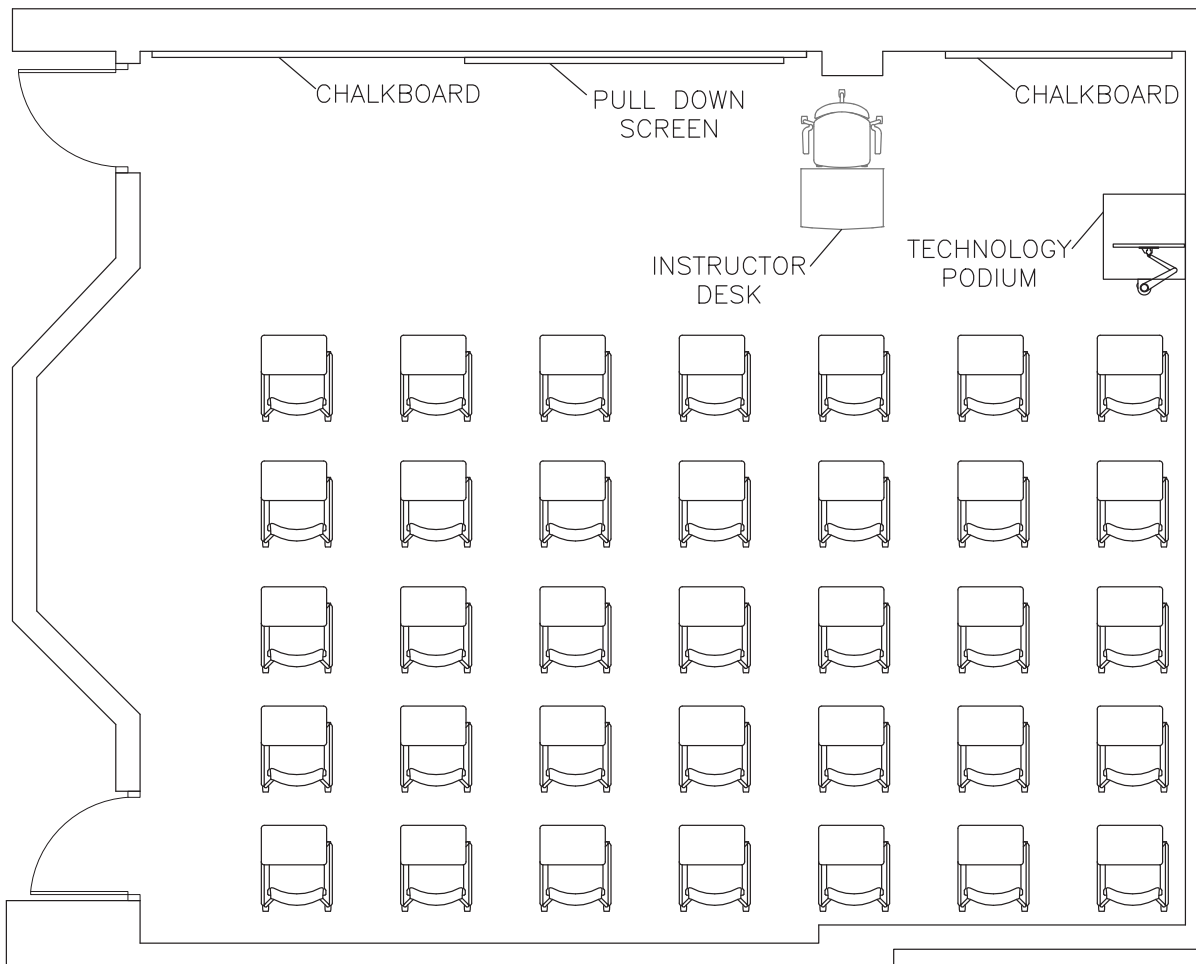 CHALKBOARD
PULL DOWN
SCREEN
CHALKBOARD
INSTRUCTOR
DESK
TECHNOLOGY
PODIUM